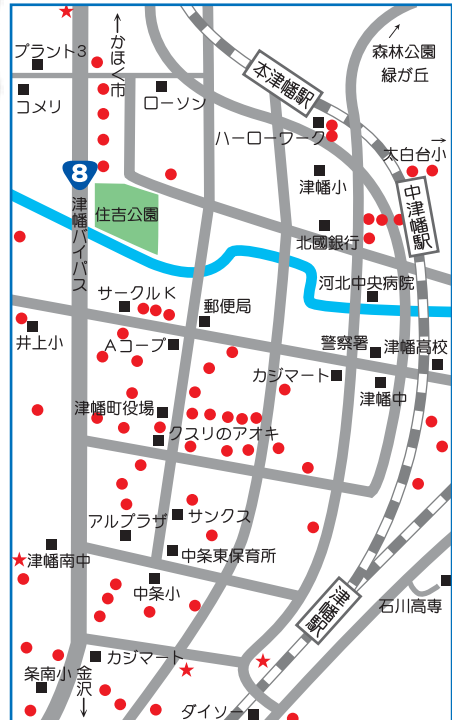 プラント3
かほく市
森林公園
緑が丘
コメリ
ローソン
本津幡駅
ハローワーク
太白台小
8
津幡バイパス
住吉公園
津幡小
中津幡駅
北國銀行
河北中央病院
サークルK
郵便局
井上小
Aコープ
警察署
津幡高校
カジマート
津幡中
津幡町役場
クスリのアオキ
アルプラザ
サンクス
津幡南中
中条東保育所
中条小
津幡駅
石川高専
条南小
金沢
カジマート
ダイソー